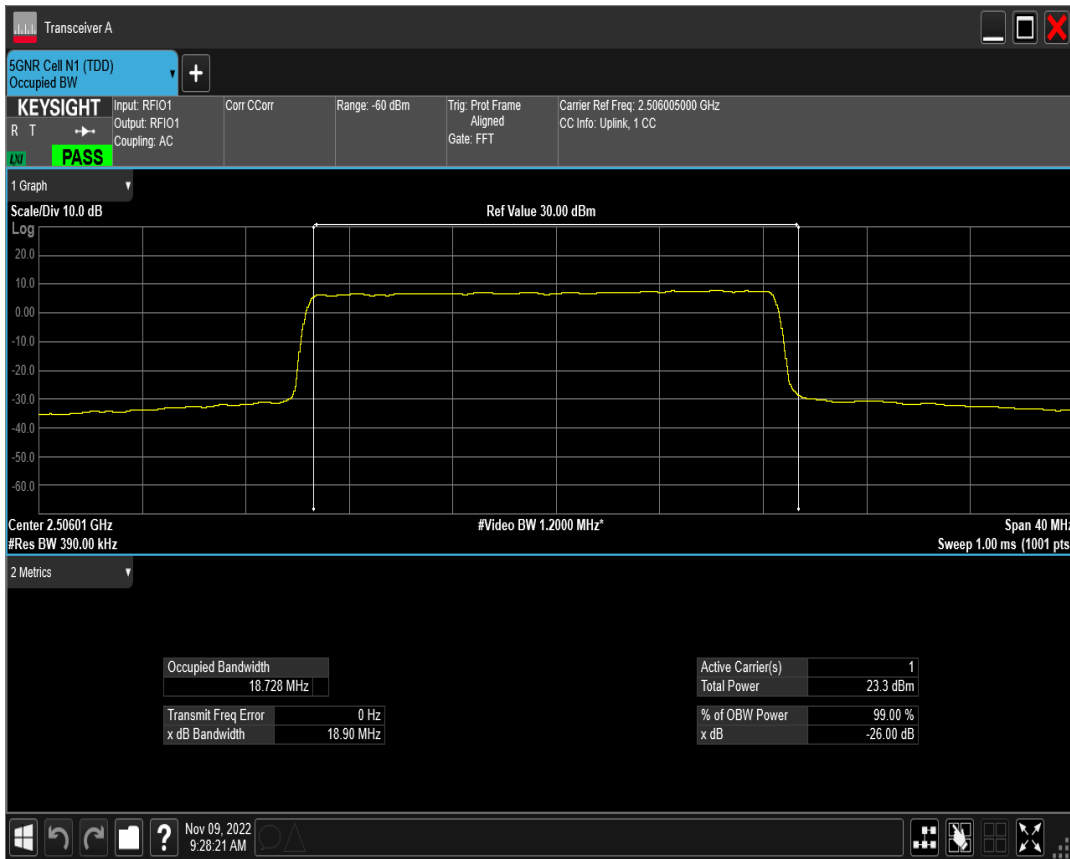 Transceiver A
5GNR Cell N1 (TDD)
Occupied BW
+
KEYSIGHT
R T
LXI
PASS
Input: RFIO1
Output: RFIO1
Coupling: AC
Corr CCorr
Range: -60 dBm
Trig: Prot Frame
Aligned
Gate: FFT
Carrier Ref Freq: 2.506005000 GHz
CC Info: Uplink, 1 CC
1 Graph
Scale/Div 10.0 dB
Ref Value 30.00 dBm
Log
20.0
10.0
0.00
-10.0
-20.0
-30.0
-40.0
-50.0
-60.0
Center 2.50601 GHz
#Video BW 1.2000 MHz*
Span 40 MHz
#Res BW 390.00 kHz
Sweep 1.00 ms (1001 pts
2 Metrics
Occupied Bandwidth
18.728 MHz
Transmit Freq Error 0 Hz
x dB Bandwidth 18.90 MHz
Active Carrier(s) 1
Total Power 23.3 dBm
% of OBW Power 99.00 %
x dB -26.00 dB
?
Nov 09, 2022
9:28:21 AM